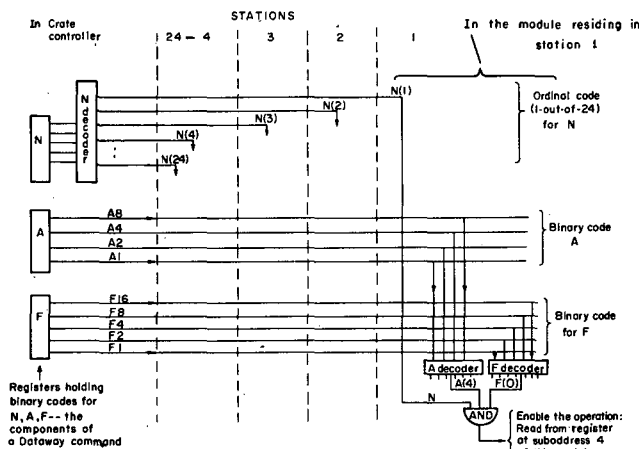 STATIONS
In Crate
controller
24 - 4
3
2
1
In the module residing in
station 1
N
N decoder
N(1)
N(2)
N(3)
N(4)
N(24)
Ordinal code
(1-out-of-24)
for N
A
A8
A4
A2
A1
Binary code
A
F
F16
F8
F4
F2
F1
Binary code
for F
A decoder
F decoder
A(4)
F(0)
N
AND
Registers holding
binary codes for
N, A, F-- the
components of
a Dataway command
Enable the operation:
Read from register
at suboddress 4